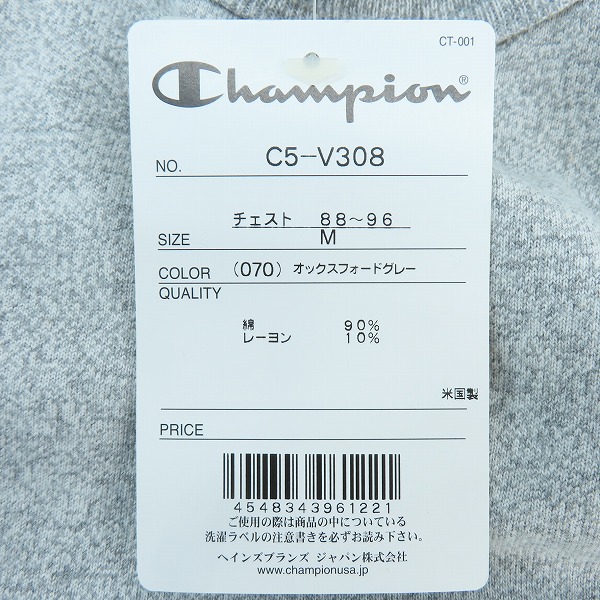 CT-001
Champion®
NO. C5-V308
チェスト 88～96
SIZE M
COLOR (070) オックスフォードグレー
QUALITY
綿 90%
レーヨン 10%
米国製
PRICE
4548343961221
ご使用の際は商品の中についている
洗濯ラベルの注意書きを必ずお読み下さい。
ヘインズブランズ ジャパン株式会社
www.championusa.jp